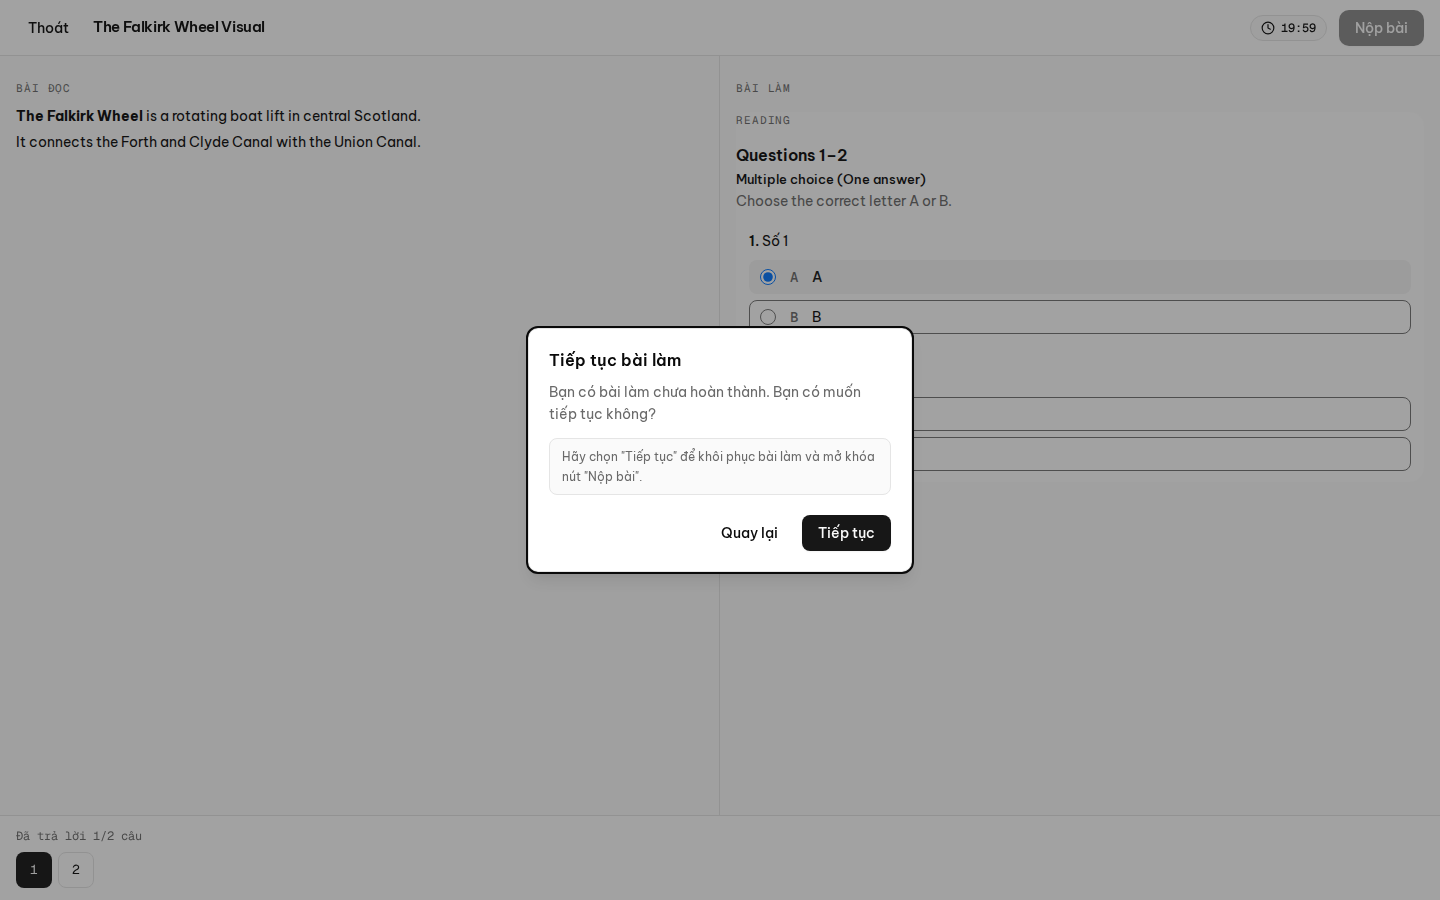 Thoát
The Falkirk Wheel Visual
19:59
Nộp bài
BÀI ĐỌC
The Falkirk Wheel is a rotating boat lift in central Scotland.
It connects the Forth and Clyde Canal with the Union Canal.
BÀI LÀM
READING
Questions 1–2
Multiple choice (One answer)
Choose the correct letter A or B.
1. Số 1
A A
B B
Tiếp tục bài làm
Bạn có bài làm chưa hoàn thành. Bạn có muốn
tiếp tục không?
Hãy chọn "Tiếp tục" để khôi phục bài làm và mở khóa
nút "Nộp bài".
Quay lại
Tiếp tục
Đã trả lời 1/2 câu
1 2